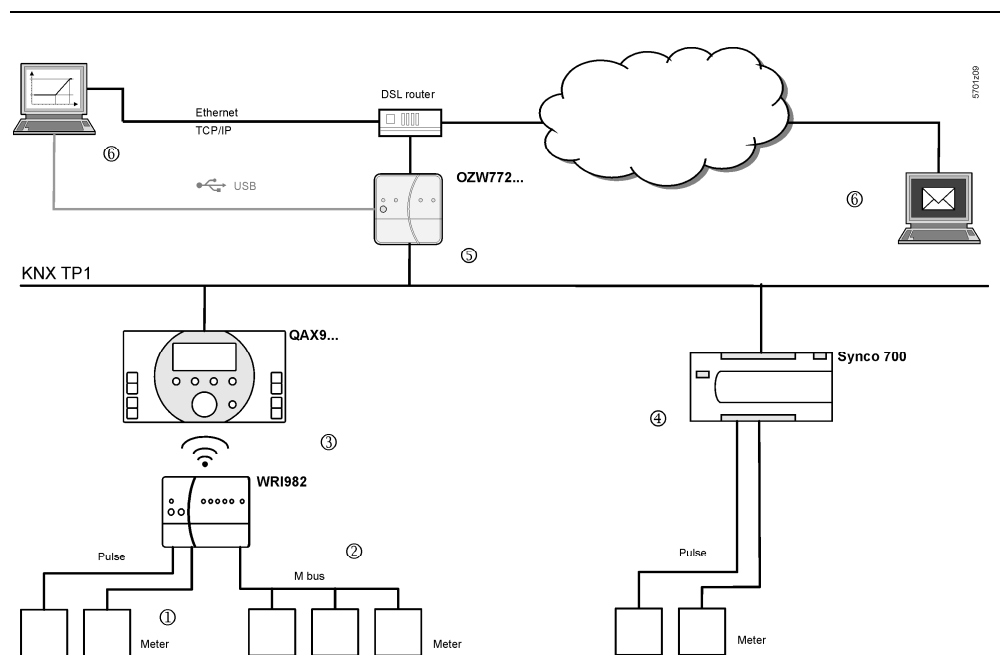 5701z09
DSL router
Ethernet
TCP/IP
⑥
USB
OZW772...
⑥
⑤
KNX TP1
QAX9...
Synco 700
④
③
WRI982
②
Pulse
Pulse
M bus
①
Meter
Meter
Meter